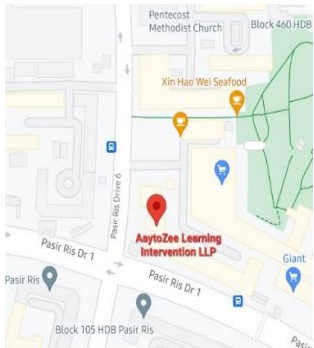 Pentecost
Methodist Church
Block 460 HDB
Xin Hao Wei Seafood
Pasir Ris Drive 6
AaytoZee Learning
Intervention LLP
Pasir Ris Dr 1
Giant
Pasir Ris
Pasir Ris Dr 1
Block 105 HDB Pasir Ris
Pasi